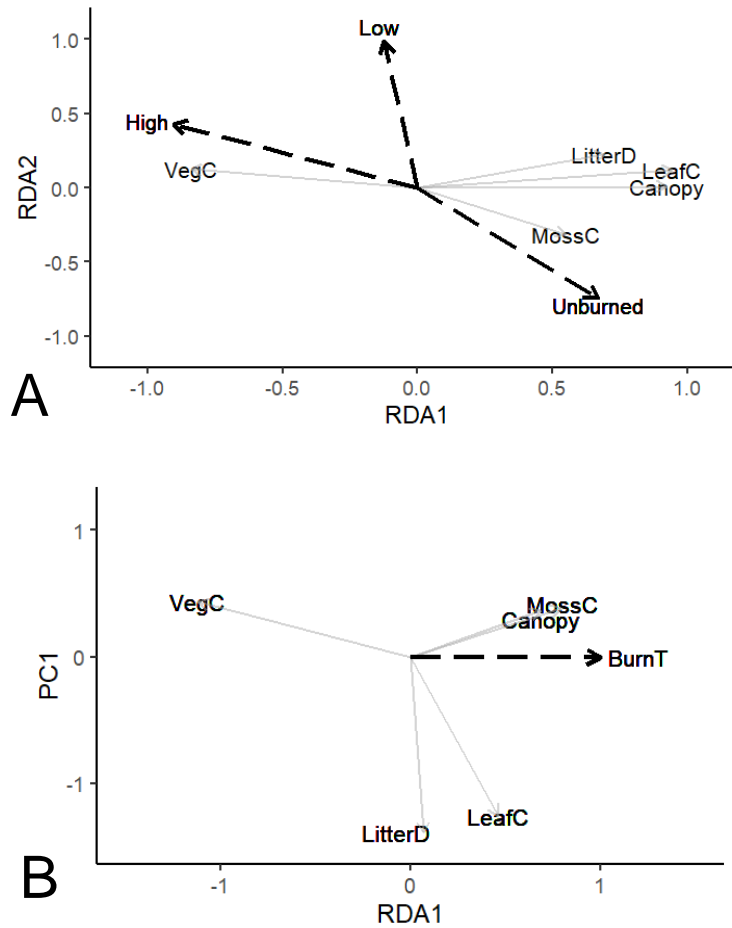 Low
1.0
High
0.5
LitterD
VegC
LeafC
RDA2
0.0
Canopy
MossC
-0.5
Unburned
-1.0
A
-1.0 -0.5 0.0 0.5 1.0
RDA1
1
VegC
MossC
Canopy
PC1
0
BurnT
-1
LeafC
LitterD
B
-1 0 1
RDA1